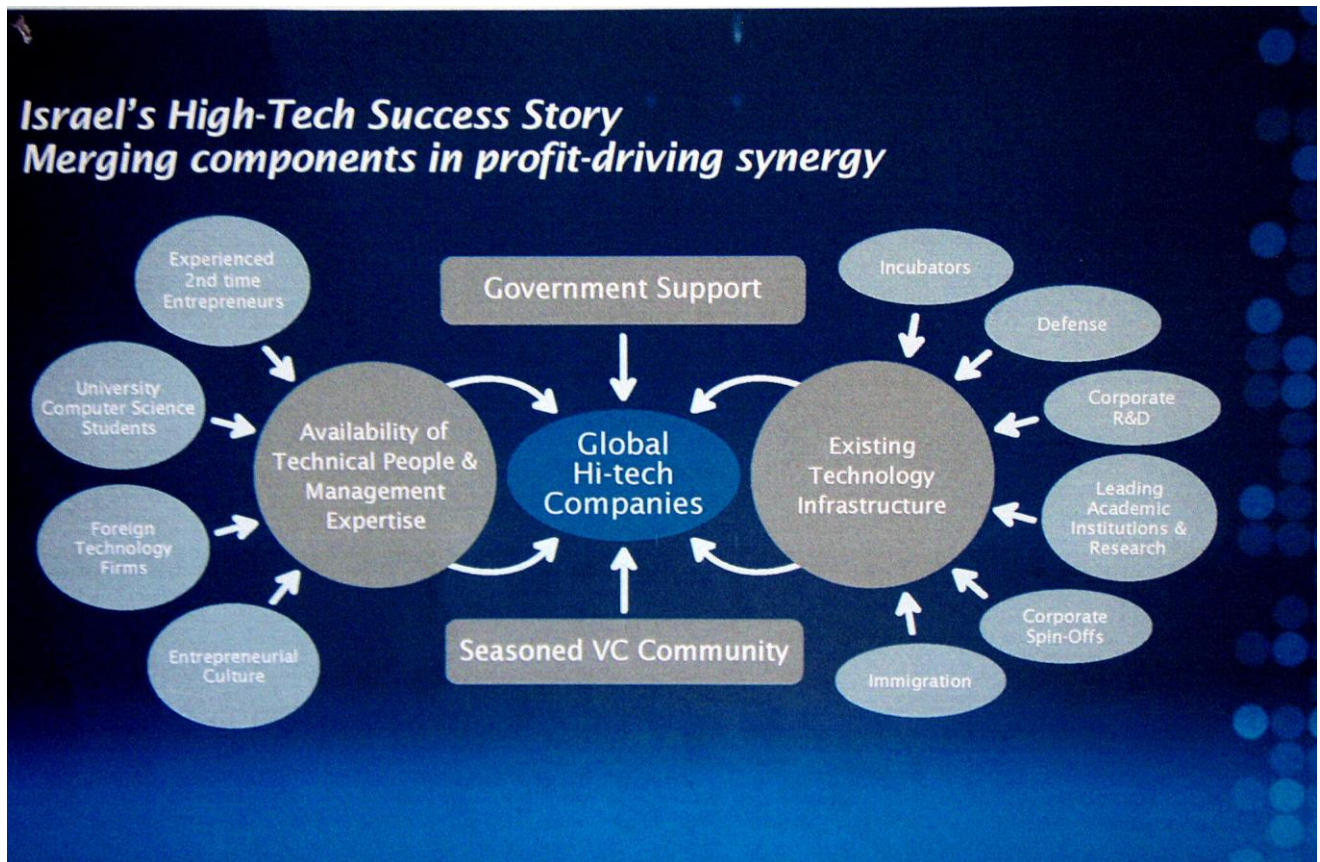 Israel's High-Tech Success Story
Merging components in profit-driving synergy
Experienced
2nd time
Entrepreneurs
University
Computer Science
Students
Foreign
Technology
Firms
Entrepreneurial
Culture
Availability of
Technical People &
Management
Expertise
Government Support
Global
Hi-tech
Companies
Seasoned VC Community
Existing
Technology
Infrastructure
Incubators
Defense
Corporate
R&D
Leading
Academic
Institutions &
Research
Corporate
Spin-Offs
Immigration